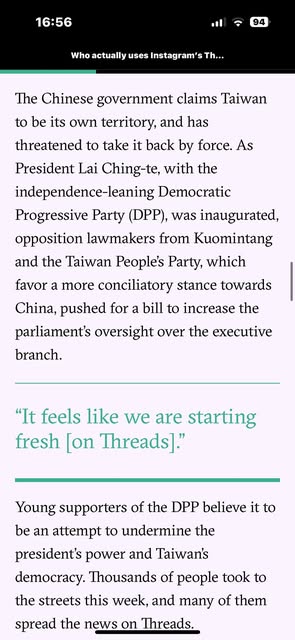 16:56
94
Who actually uses Instagram's Th...
The Chinese government claims Taiwan
to be its own territory, and has
threatened to take it back by force. As
President Lai Ching-te, with the
independence-leaning Democratic
Progressive Party (DPP), was inaugurated,
opposition lawmakers from Kuomintang
and the Taiwan People's Party, which
favor a more conciliatory stance towards
China, pushed for a bill to increase the
parliament's oversight over the executive
branch.
“It feels like we are starting
fresh [on Threads].”
Young supporters of the DPP believe it to
be an attempt to undermine the
president's power and Taiwan's
democracy. Thousands of people took to
the streets this week, and many of them
spread the news on Threads.